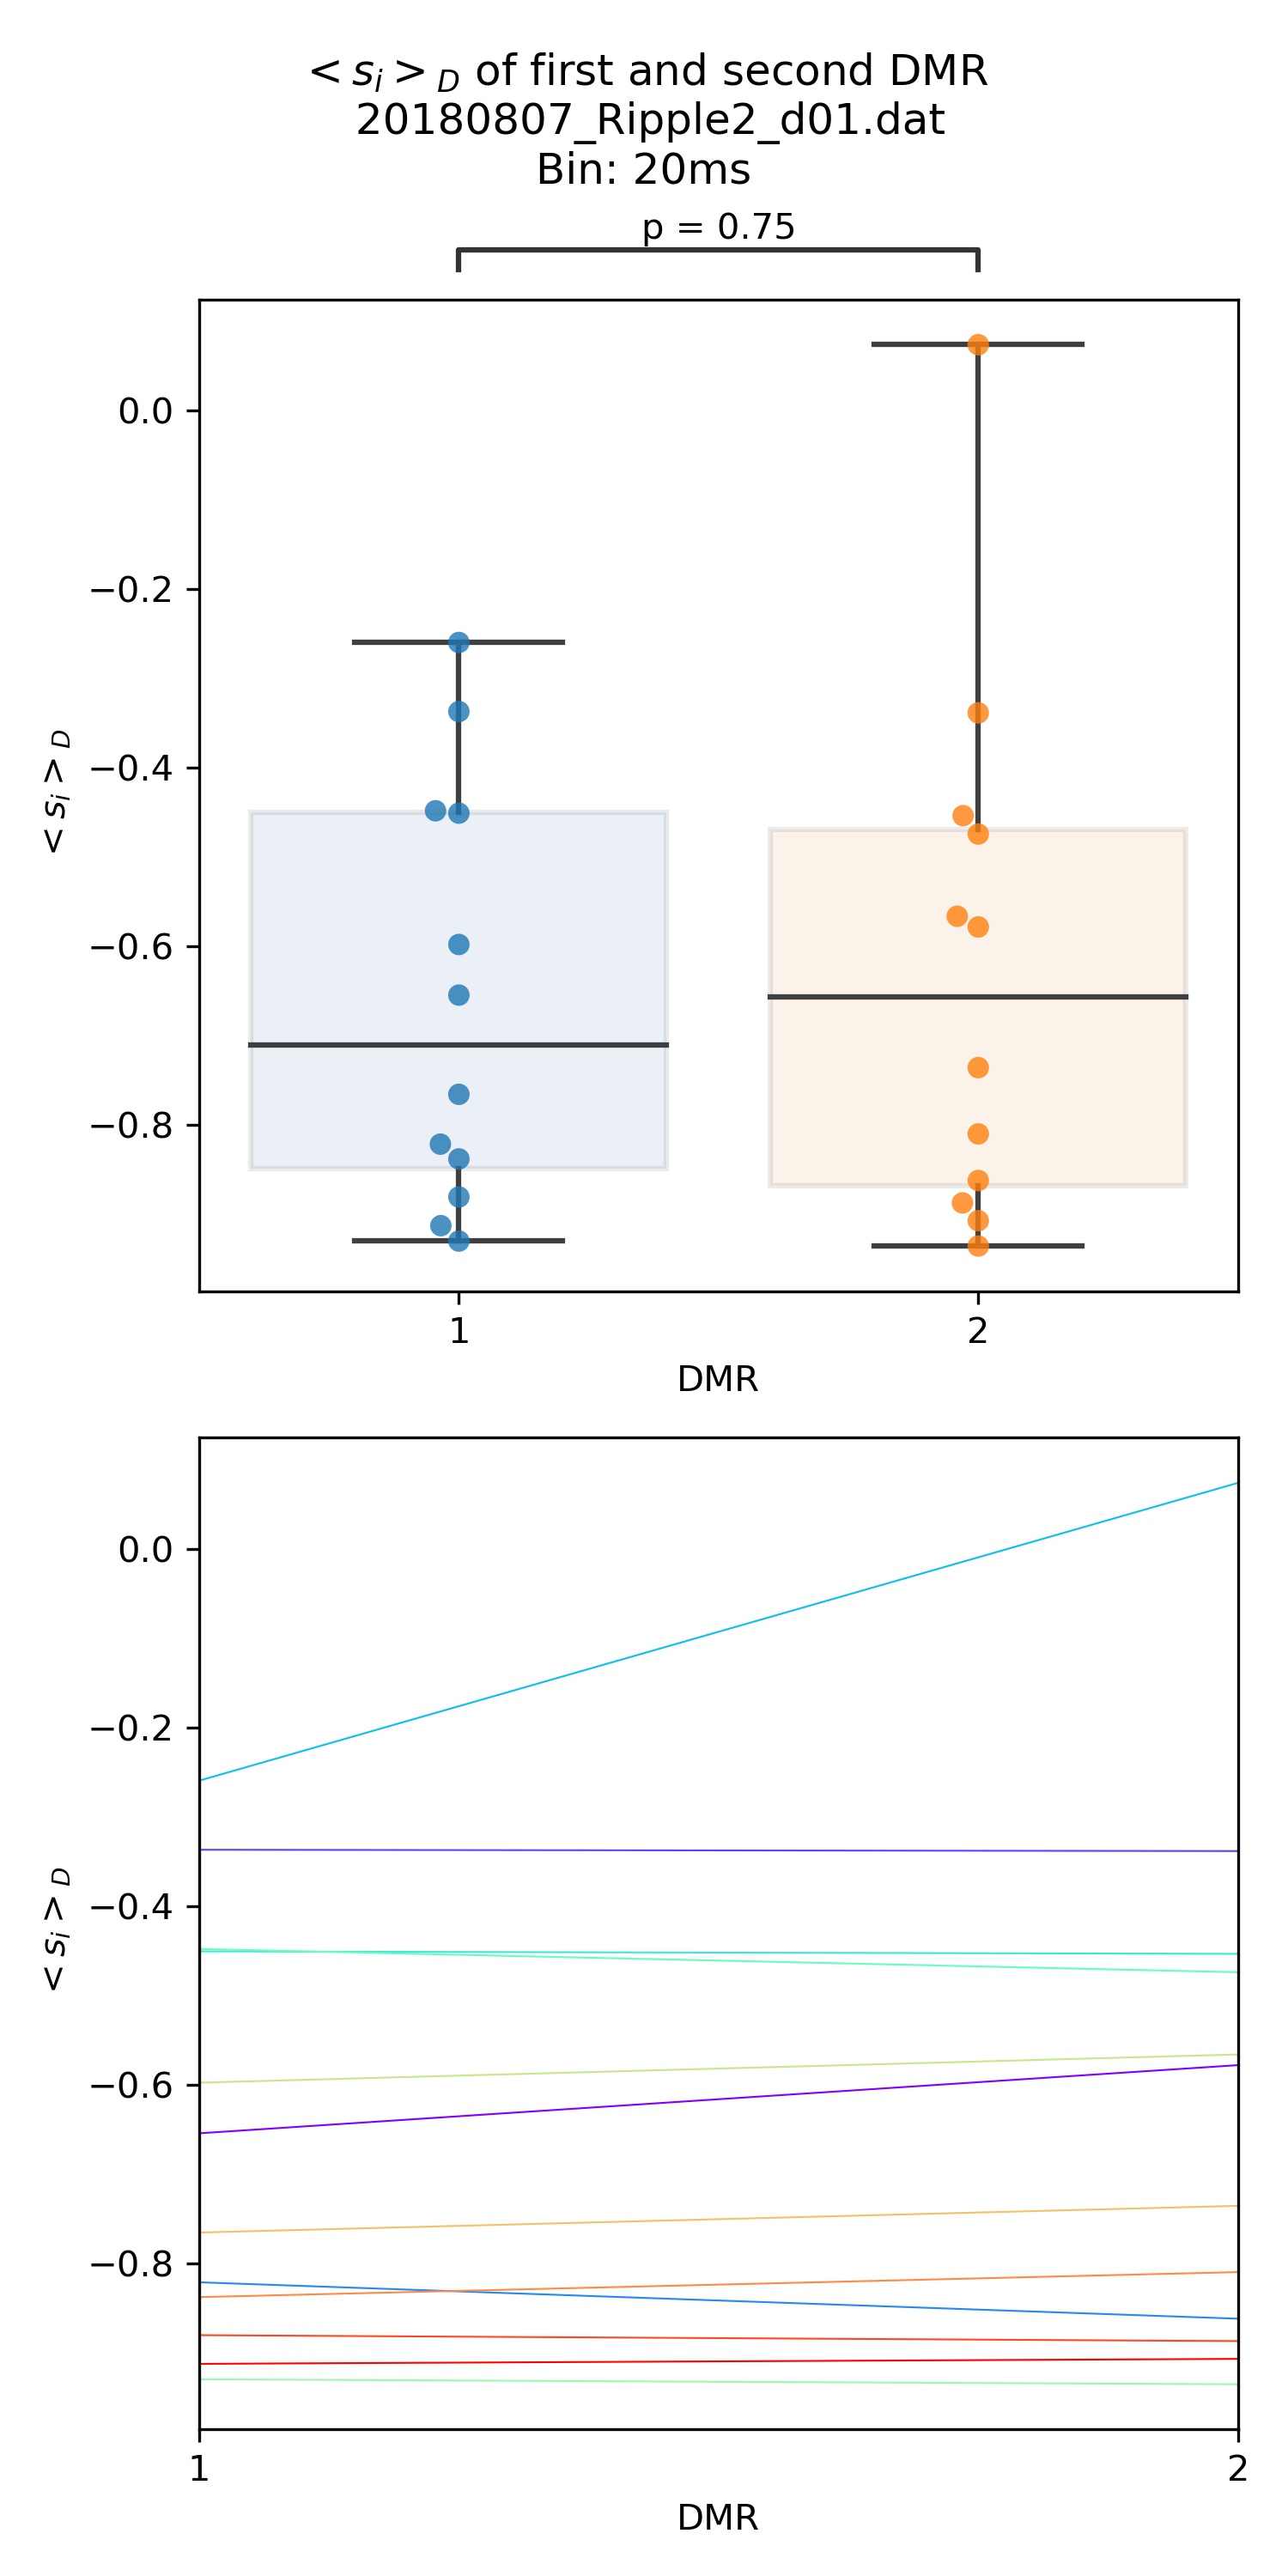 < s_i >_D of first and second DMR
20180807_Ripple2_d01.dat
Bin: 20ms
p = 0.75
0.0
−0.2
−0.4
−0.6
−0.8
< s_i >_D
1
2
DMR
0.0
−0.2
−0.4
−0.6
−0.8
< s_i >_D
1
2
DMR